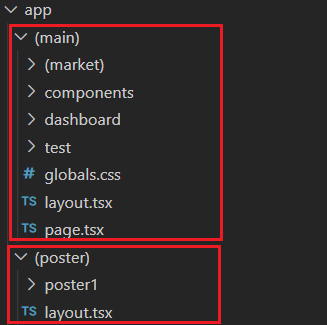 app
(main)
(market)
components
dashboard
test
# globals.css
TS layout.tsx
TS page.tsx
(poster)
poster1
TS layout.tsx